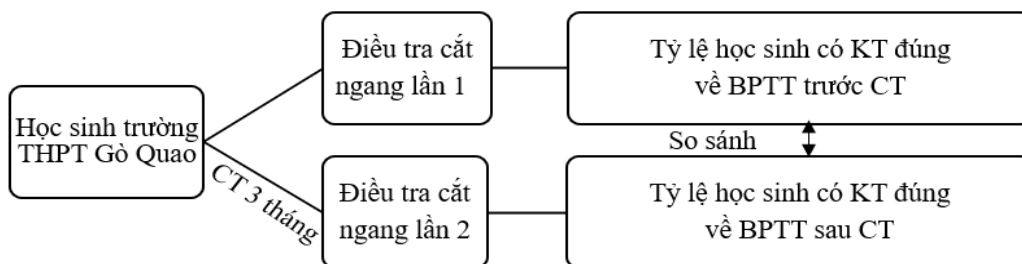 Học sinh trường
THPT Gò Quao
Điều tra cắt
ngang lần 1
Tỷ lệ học sinh có KT đúng
về BPTT trước CT
So sánh
CT 3 tháng
Điều tra cắt
ngang lần 2
Tỷ lệ học sinh có KT đúng
về BPTT sau CT